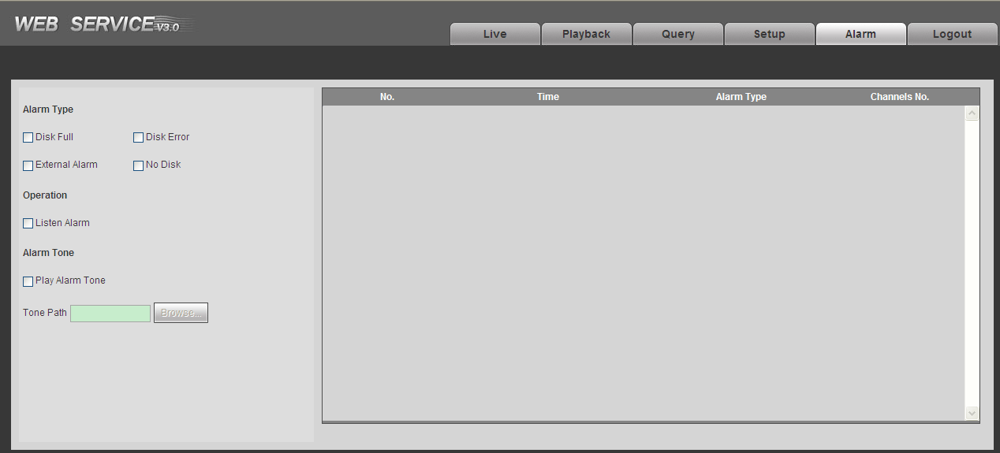 WEB SERVICE V3.0
Live Playback Query Setup Alarm Logout
Alarm Type
Disk Full Disk Error
External Alarm No Disk
Operation
Listen Alarm
Alarm Tone
Play Alarm Tone
Tone Path Browse...
No. Time Alarm Type Channels No.